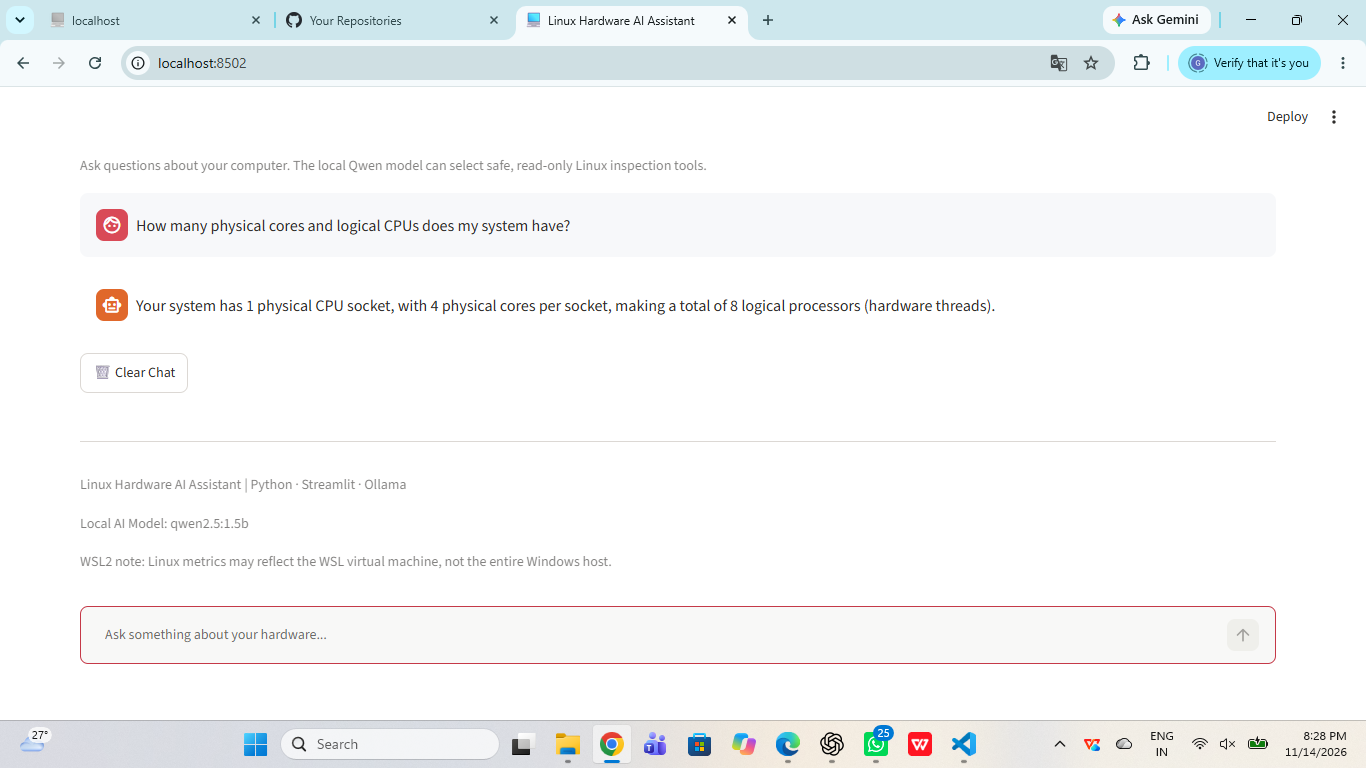 localhost
Your Repositories
Linux Hardware AI Assistant
Ask Gemini
localhost:8502
Verify that it's you
Deploy
Ask questions about your computer. The local Qwen model can select safe, read-only Linux inspection tools.
How many physical cores and logical CPUs does my system have?
Your system has 1 physical CPU socket, with 4 physical cores per socket, making a total of 8 logical processors (hardware threads).
Clear Chat
Linux Hardware AI Assistant | Python · Streamlit · Ollama
Local AI Model: qwen2.5:1.5b
WSL2 note: Linux metrics may reflect the WSL virtual machine, not the entire Windows host.
Ask something about your hardware...
27°
Search
25
ENG
IN
8:28 PM
11/14/2026